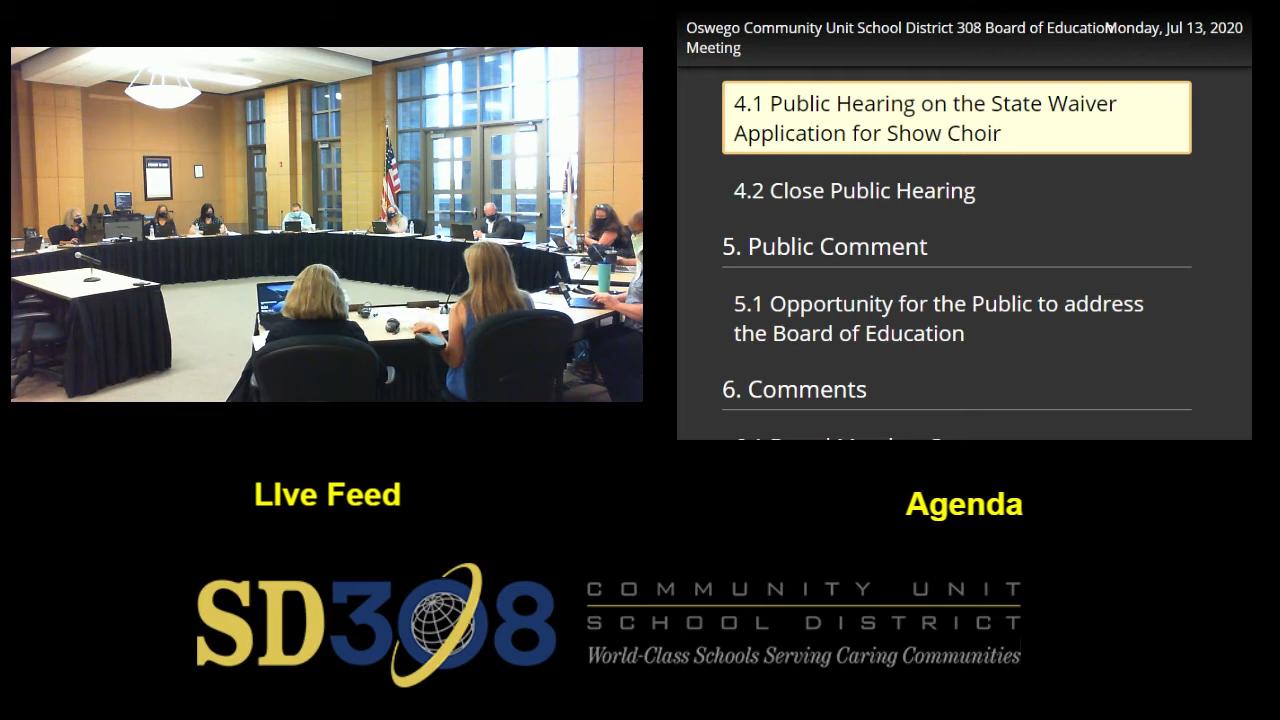 Oswego Community Unit School District 308 Board of Education
Meeting
Monday, Jul 13, 2020
4.1 Public Hearing on the State Waiver
Application for Show Choir
4.2 Close Public Hearing
5. Public Comment
5.1 Opportunity for the Public to address
the Board of Education
6. Comments
LIve Feed
Agenda
SD308
COMMUNITY UNIT
SCHOOL DISTRICT
World-Class Schools Serving Caring Communities